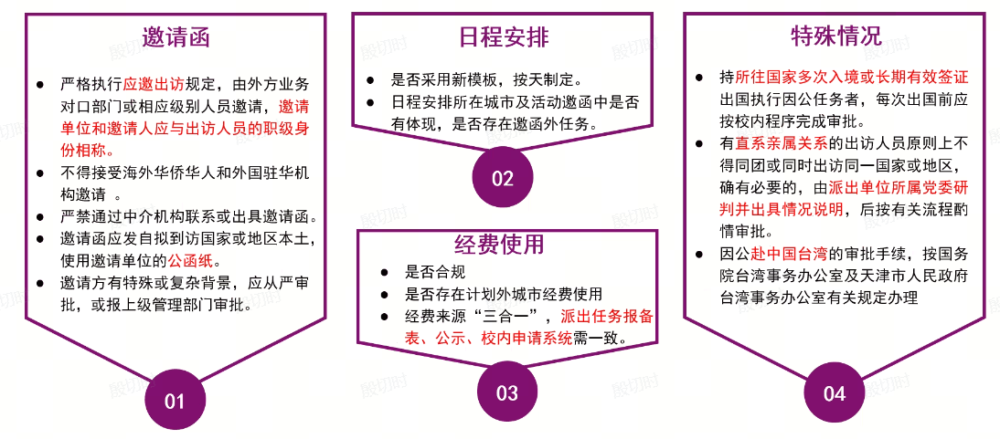 邀请函
● 严格执行应邀出访规定，由外方业务
对口部门或相应级别人员邀请，邀请
单位和邀请人应与出访人员的职级身
份相称。
● 不得接受海外华侨华人和外国驻华机
构邀请 。
● 严禁通过中介机构联系或出具邀请函。
● 邀请函应发自拟到访国家或地区本土，
使用邀请单位的公函纸。
● 邀请方有特殊或复杂背景，应从严审
批，或报上级管理部门审批。
01
日程安排
● 是否采用新模板，按天制定。
● 日程安排所在城市及活动邀函中是否
有体现，是否存在邀函外任务。
02
经费使用
● 是否合规
● 是否存在计划外城市经费使用
● 经费来源“三合一”，派出任务报备
表、公示、校内申请系统需一致。
03
特殊情况
● 持所往国家多次入境或长期有效签证
出国执行因公任务者，每次出国前应
按校内程序完成审批。
● 有直系亲属关系的出访人员原则上不
得同团或同时出访同一国家或地区，
确有必要的，由派出单位所属党委研
判并出具情况说明，后按有关流程酌
情审批。
● 因公赴中国台湾的审批手续，按国务
院台湾事务办公室及天津市人民政府
台湾事务办公室有关规定办理
04
殷切时